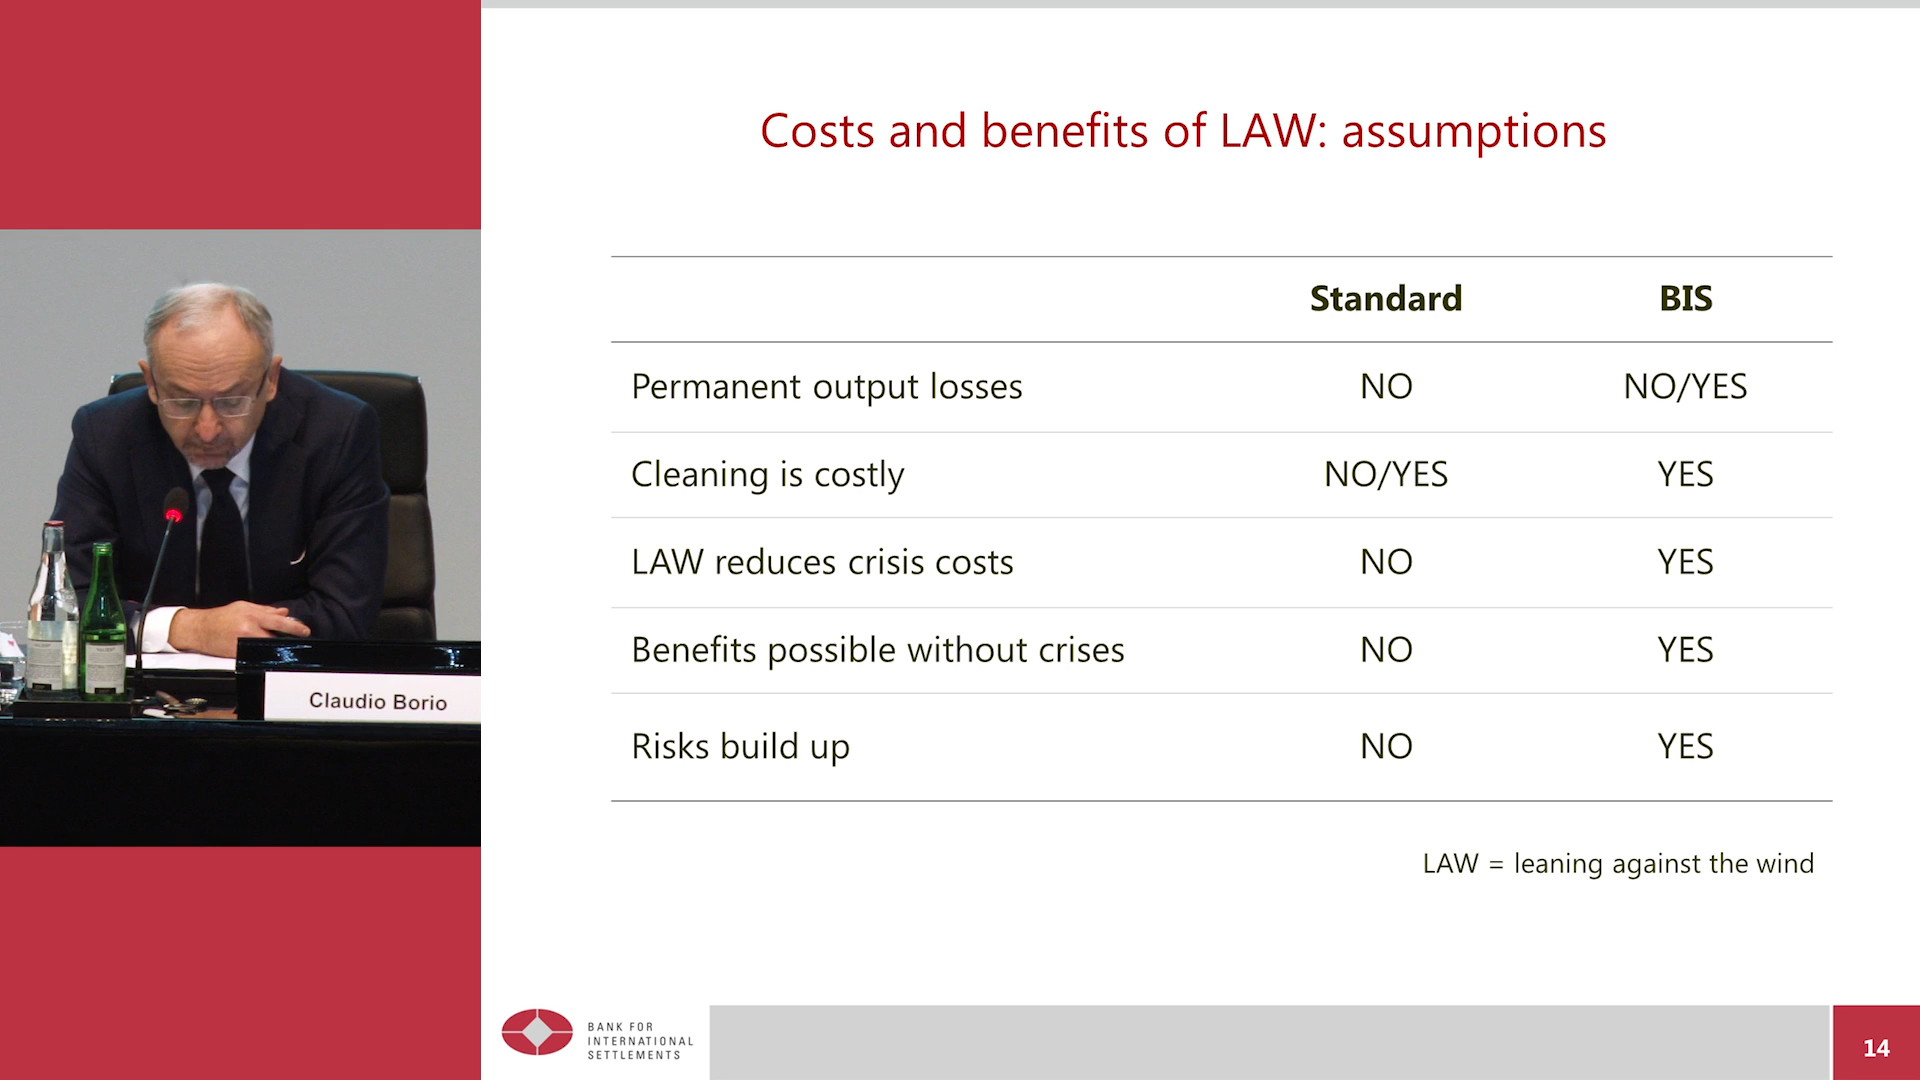 Costs and benefits of LAW: assumptions
Standard BIS
Permanent output losses NO NO/YES
Cleaning is costly NO/YES YES
LAW reduces crisis costs NO YES
Benefits possible without crises NO YES
Risks build up NO YES
LAW = leaning against the wind
Claudio Borio
BANK FOR
INTERNATIONAL
SETTLEMENTS
14